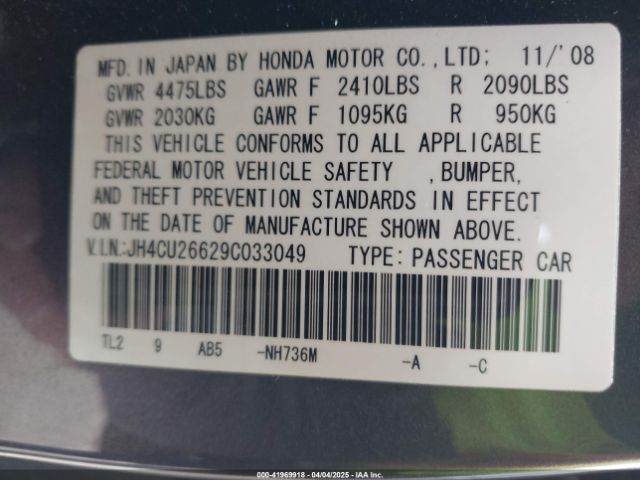 MFD. IN JAPAN BY HONDA MOTOR CO.,LTD; 11/'08
GVWR 4475LBS GAWR F 2410LBS R 2090LBS
GVWR 2030KG GAWR F 1095KG R 950KG
THIS VEHICLE CONFORMS TO ALL APPLICABLE
FEDERAL MOTOR VEHICLE SAFETY ,BUMPER,
AND THEFT PREVENTION STANDARDS IN EFFECT
ON THE DATE OF MANUFACTURE SHOWN ABOVE.
V.I.N.:JH4CU26629C033049 TYPE: PASSENGER CAR
TL2 9 AB5 -NH736M -A -C
000-41969918 - 04/04/2025 - IAA Inc.